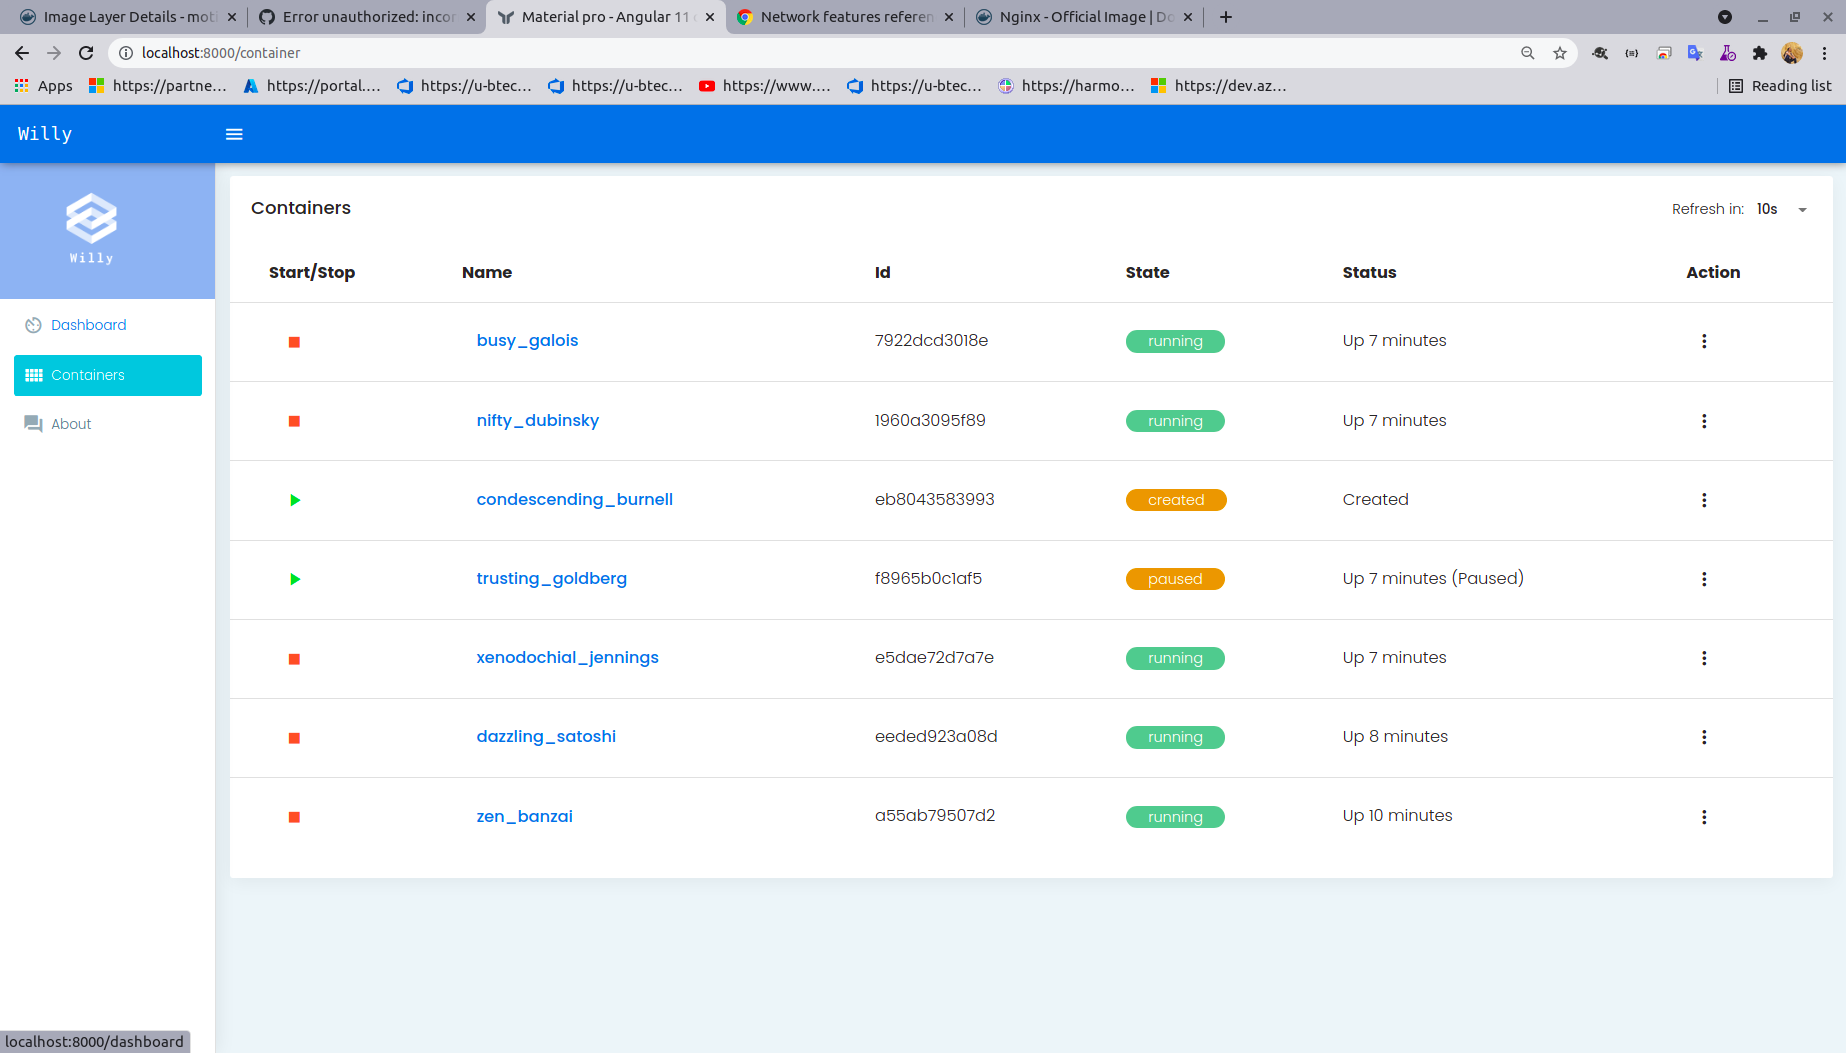 Image Layer Details - mot
Error unauthorized: incor
Material pro - Angular 11
Network features referen
Nginx - Official Image | Do
localhost:8000/container
Apps
https://partne...
https://portal....
https://u-btec...
https://u-btec...
https://www....
https://u-btec...
https://harmo...
https://dev.az...
Reading list
Willy
Willy
Dashboard
Containers
About
Containers
Refresh in: 10s
Start/Stop Name Id State Status Action
busy_galois 7922dcd3018e running Up 7 minutes
nifty_dubinsky 1960a3095f89 running Up 7 minutes
condescending_burnell eb8043583993 created Created
trusting_goldberg f8965b0c1af5 paused Up 7 minutes (Paused)
xenodochial_jennings e5dae72d7a7e running Up 7 minutes
dazzling_satoshi eeded923a08d running Up 8 minutes
zen_banzai a55ab79507d2 running Up 10 minutes
localhost:8000/dashboard